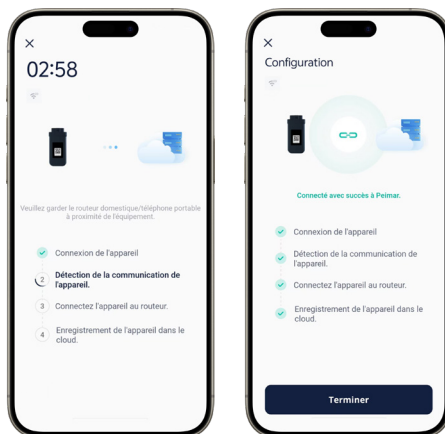 02:58
Veuillez garder le routeur domestique/téléphone portable
à proximité de l'équipement.
Connexion de l'appareil
2
Détection de la communication de
l'appareil.
3
Connectez l'appareil au routeur.
4
Enregistrement de l'appareil dans le
cloud.
Configuration
Connecté avec succès à Peimar.
Connexion de l'appareil
Détection de la communication de
l'appareil.
Connectez l'appareil au routeur.
Enregistrement de l'appareil dans le
cloud.
Terminer